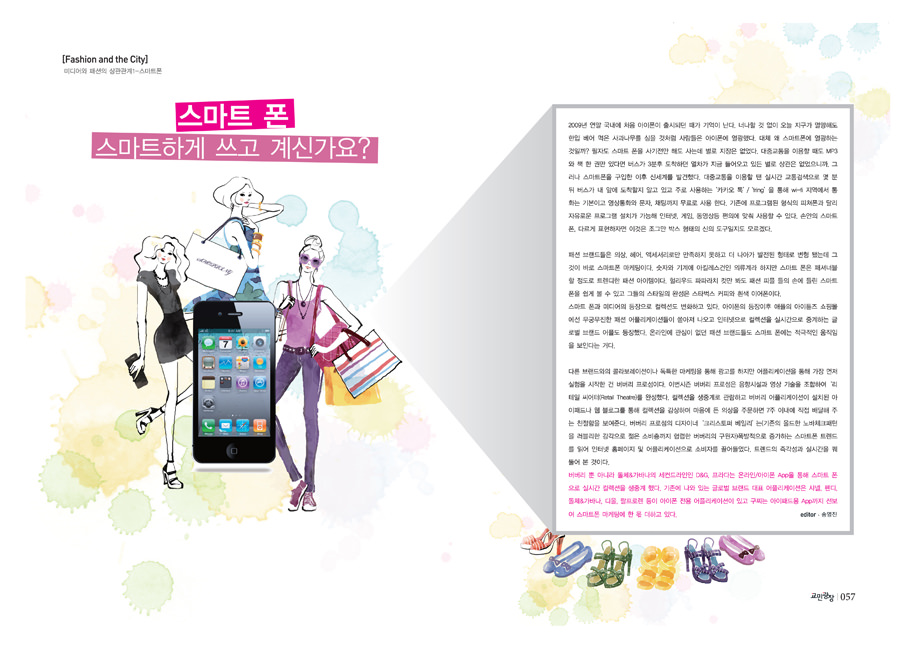 [Fashion and the City]
미디어와 패션의 상관관계1-스마트폰
스마트 폰
스마트하게 쓰고 계신가요?
2009년 연말 국내에 처음 아이폰이 출시되던 때가 기억이 난다. 너나할 것 없이 오늘 지구가 멸망해도
한입 베어 먹은 사과나무를 심을 것처럼 사람들은 아이폰에 열광했다. 대체 왜 스마트폰에 열광하는
것일까? 필자도 스마트 폰을 사기전만 해도 사는데 별로 지장은 없었다. 대중교통을 이용할 때도 MP3
와 책 한 권만 있다면 버스가 3분후 도착하던 열차가 지금 들어오고 있든 별로 상관은 없었으니까. 그
러나 스마트폰을 구입한 이후 신세계를 발견했다. 대중교통을 이용할 땐 실시간 교통검색으로 몇 분
뒤 버스가 내 앞에 도착할지 알고 있고 주로 사용하는 '카카오 톡' / 'tring' 을 통해 wi-fi 지역에서 통
화는 기본이고 영상통화와 문자, 채팅까지 무료로 사용 한다. 기존에 프로그램된 형식의 피쳐폰과 달리
자유로운 프로그램 설치가 가능해 인터넷, 게임, 동영상등 편의에 맞춰 사용할 수 있다. 손안의 스마트
폰, 다르게 표현하자면 이것은 조그만 박스 형태의 신의 도구일지도 모르겠다.
패션 브랜드들은 의상, 헤어, 액세서리로만 만족하지 못하고 더 나아가 발전된 형태로 변형 됐는데 그
것이 바로 스마트폰 마케팅이다. 숫자와 기계에 아킬레스건인 의류계라 하지만 스마트 폰은 패셔너블
할 정도로 트렌디한 패션 아이템이다. 헐리우드 파파라치 컷만 봐도 패션 피플 들의 손에 들린 스마트
폰을 쉽게 볼 수 있고 그들의 스타일의 완성은 스타벅스 커피와 흰색 이어폰이다.
스마트 폰과 미디어의 등장으로 컬렉션도 변화하고 있다. 아이폰의 등장이후 애플의 아이튠즈 쇼핑몰
에선 무궁무진한 패션 어플리케이션들이 쏟아져 나오고 인터넷으로 컬렉션을 실시간으로 중계하는 글
로벌 브랜드 어플도 등장했다. 온라인에 관심이 없던 패션 브랜드들도 스마트 폰에는 적극적인 움직임
을 보인다는 거다.
다른 브랜드와의 콜라보레이션이나 독특한 마케팅을 통해 광고를 하지만 어플리케이션을 통해 가장 먼저
실험을 시작한 건 버버리 프로섬이다. 이번시즌 버버리 프로섬은 음향시설과 영상 기술을 조합하여 '리
테일 씨어터(Retail Theatre)를 완성했다. 컬렉션을 생중계로 관람하고 버버리 어플리케이션이 설치된 아
이패드나 웹 블로그를 통해 컬렉션을 감상하며 마음에 든 의상을 주문하면 7주 이내에 직접 배달해 주
는 친절함을 보여준다. 버버리 프로섬의 디자이너 '크리스토퍼 베일리' 는(기존의 올드한 노바체크패턴
을 레블리한 감각으로 젊은 소비층까지 섭렵한 버버리의 구원자)폭발적으로 증가하는 스마트폰 트렌드
를 읽어 인터넷 홈페이지 및 어플리케이션으로 소비자를 끌어들였다. 트렌드의 즉각성과 실시간을 꿰
뚫어 본 것이다.
버버리 뿐 아니라 돌체&가바나의 세컨드라인인 D&G, 프라다는 온라인/아이폰 App을 통해 스마트 폰
으로 실시간 컬렉션을 생중계 했다. 기존에 나와 있는 글로벌 브랜드 대표 어플리케이션은 샤넬, 펜디,
돌체&가바나, 디올, 랄프로렌 등이 아이폰 전용 어플리케이션이 있고 구찌는 아이패드용 App까지 선보
여 스마트폰 마케팅에 한 몫 더하고 있다.
editor · 송영진
교민광장 | 057